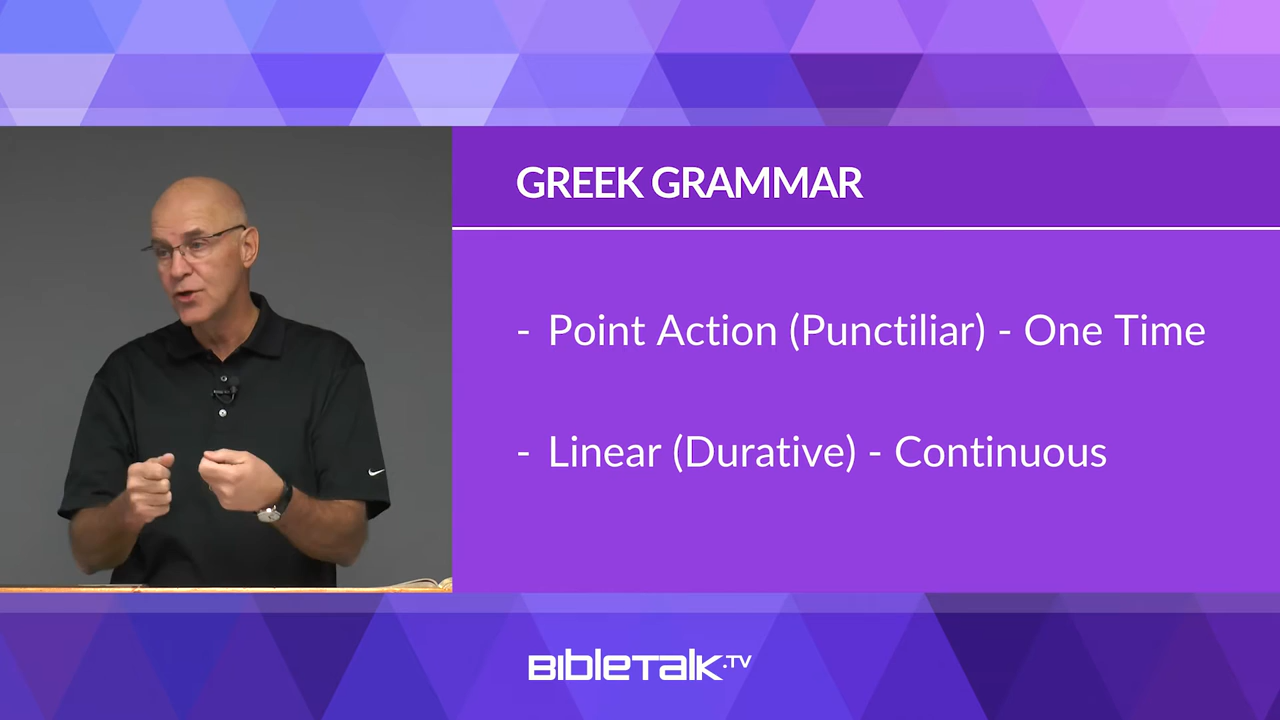 GREEK GRAMMAR
- Point Action (Punctiliar) - One Time
- Linear (Durative) - Continuous
BIBLETALK.TV